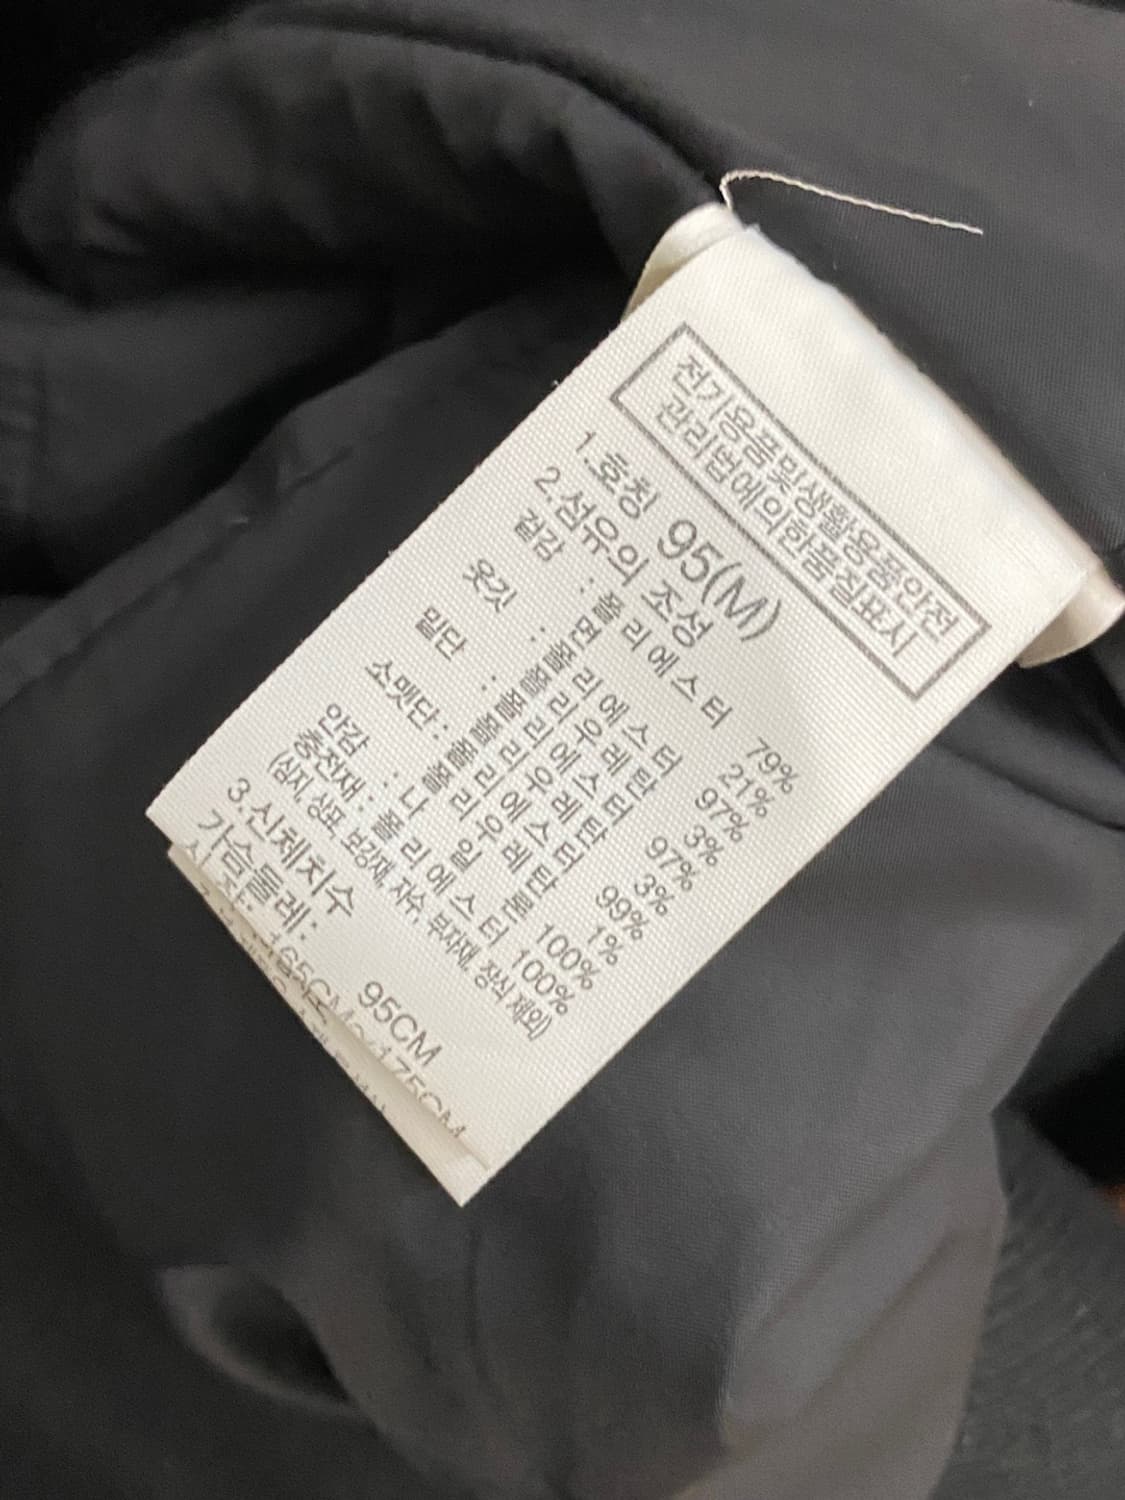 전기용품및생활용품안전
관리법에의한품질표시
1.호칭 95(M)
2.섬유의 조성
겉감 : 폴리에스터 79%
면 21%
옷깃 : 폴리에스터 97%
폴리우레탄 3%
밑단 : 폴리에스터 97%
폴리우레탄 3%
소맷단 : 폴리에스터 99%
폴리우레탄 1%
안감 : 나일론 100%
충전재 : 폴리에스터 100%
(심지, 상표, 보강재, 자수, 부자재, 장식 제외)
3.신체치수
가슴둘레: 95CM
165CM 175CM